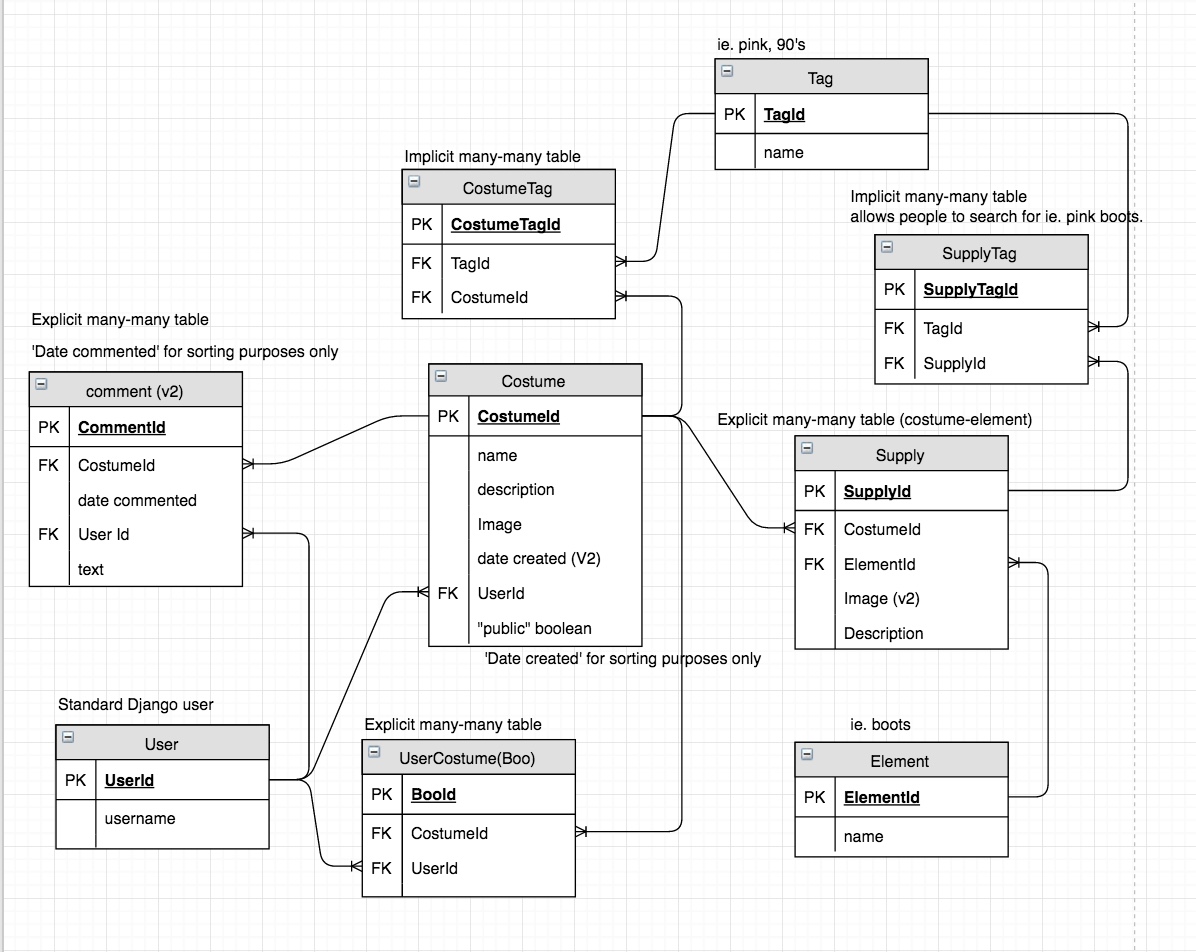 ie. pink, 90's
Tag
PK TagId
name
Implicit many-many table
CostumeTag
PK CostumeTagId
FK TagId
FK CostumeId
Implicit many-many table
allows people to search for ie. pink boots.
SupplyTag
PK SupplyTagId
FK TagId
FK SupplyId
Explicit many-many table
'Date commented' for sorting purposes only
comment (v2)
PK CommentId
FK CostumeId
date commented
FK User Id
text
Costume
PK CostumeId
name
description
Image
date created (V2)
FK UserId
"public" boolean
'Date created' for sorting purposes only
Explicit many-many table (costume-element)
Supply
PK SupplyId
FK CostumeId
FK ElementId
Image (v2)
Description
Standard Django user
User
PK UserId
username
Explicit many-many table
UserCostume(Boo)
PK BooId
FK CostumeId
FK UserId
ie. boots
Element
PK ElementId
name